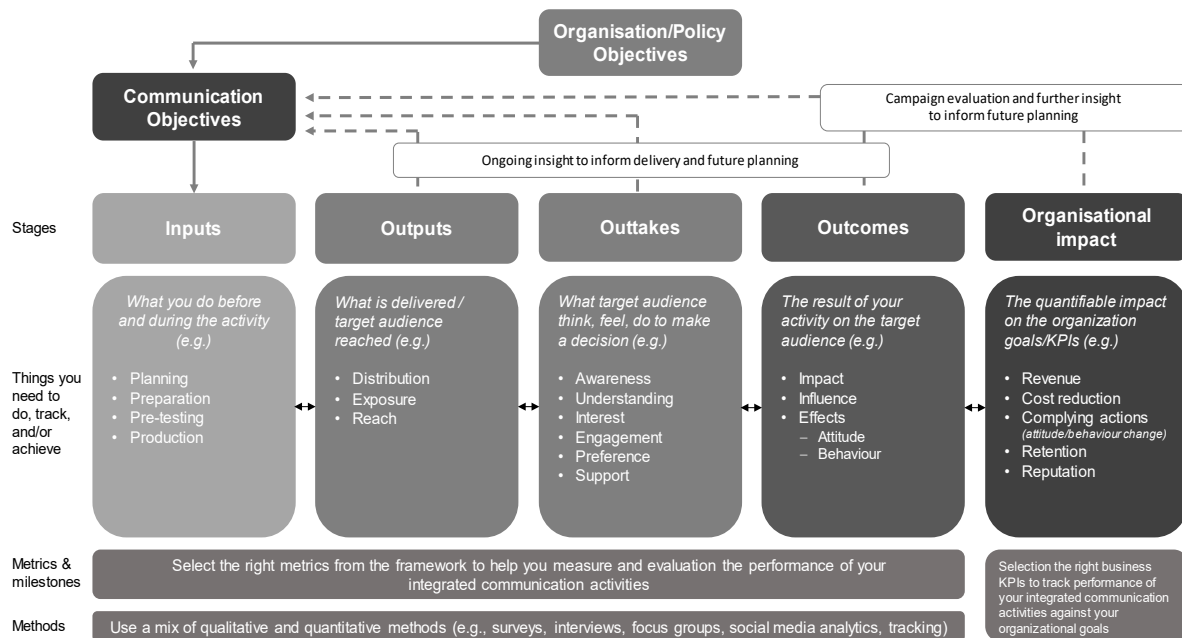 Organisation/Policy
Objectives
Communication
Objectives
Campaign evaluation and further insight
to inform future planning
Ongoing insight to inform delivery and future planning
Stages
Inputs
Outputs
Outtakes
Outcomes
Organisational
impact
Things you
need to
do, track,
and/or
achieve
What you do before
and during the activity
(e.g.)
• Planning
• Preparation
• Pre-testing
• Production
What is delivered /
target audience
reached (e.g.)
• Distribution
• Exposure
• Reach
What target audience
think, feel, do to make
a decision (e.g.)
• Awareness
• Understanding
• Interest
• Engagement
• Preference
• Support
The result of your
activity on the target
audience (e.g.)
• Impact
• Influence
• Effects
– Attitude
– Behaviour
The quantifiable impact
on the organization
goals/KPIs (e.g.)
• Revenue
• Cost reduction
• Complying actions
(attitude/behaviour change)
• Retention
• Reputation
Metrics &
milestones
Select the right metrics from the framework to help you measure and evaluation the performance of your
integrated communication activities
Selection the right business
KPIs to track performance of
your integrated communication
activities against your
organizational goals
Methods
Use a mix of qualitative and quantitative methods (e.g., surveys, interviews, focus groups, social media analytics, tracking)